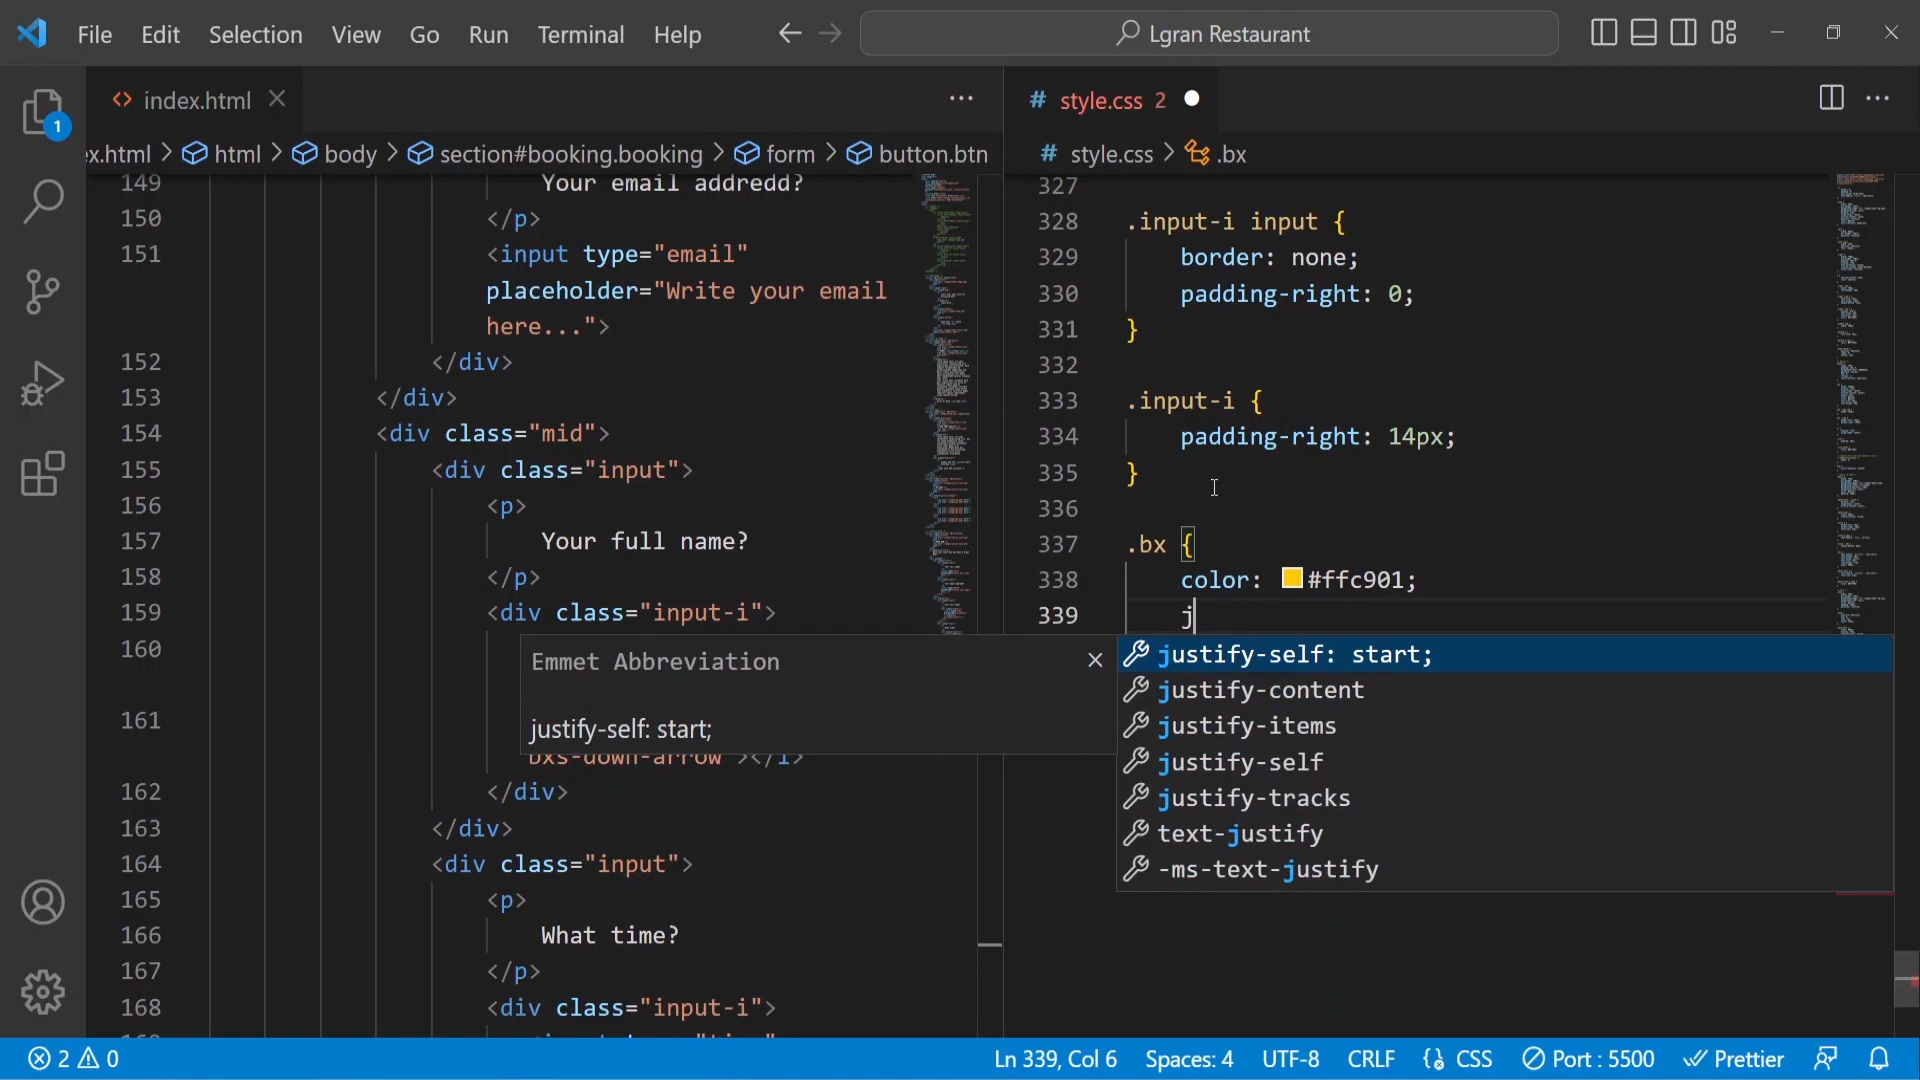 File Edit Selection View Go Run Terminal Help
Lgran Restaurant
index.html
ex.html > html > body > section#booking.booking > form > button.btn
149 Your email addredd?
150 </p>
151 <input type="email"
placeholder="Write your email
here...">
152 </div>
153 </div>
154 <div class="mid">
155 <div class="input">
156 <p>
157 Your full name?
158 </p>
159 <div class="input-i">
160
161
bxs-down-arrow"></i>
162 </div>
163 </div>
164 <div class="input">
165 <p>
166 What time?
167 </p>
168 <div class="input-i">
# style.css 2
# style.css > .bx
327
328 .input-i input {
329 border: none;
330 padding-right: 0;
331 }
332
333 .input-i {
334 padding-right: 14px;
335 }
336
337 .bx {
338 color: #ffc901;
339 j
Emmet Abbreviation
justify-self: start;
justify-self: start;
justify-content
justify-items
justify-self
justify-tracks
text-justify
-ms-text-justify
1
2 0
Ln 339, Col 6 Spaces: 4 UTF-8 CRLF {} CSS Port : 5500 Prettier